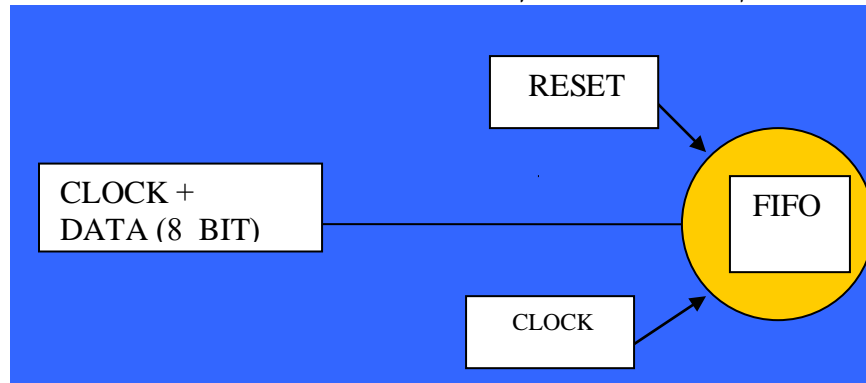 RESET
CLOCK +
DATA (8 BIT)
FIFO
CLOCK